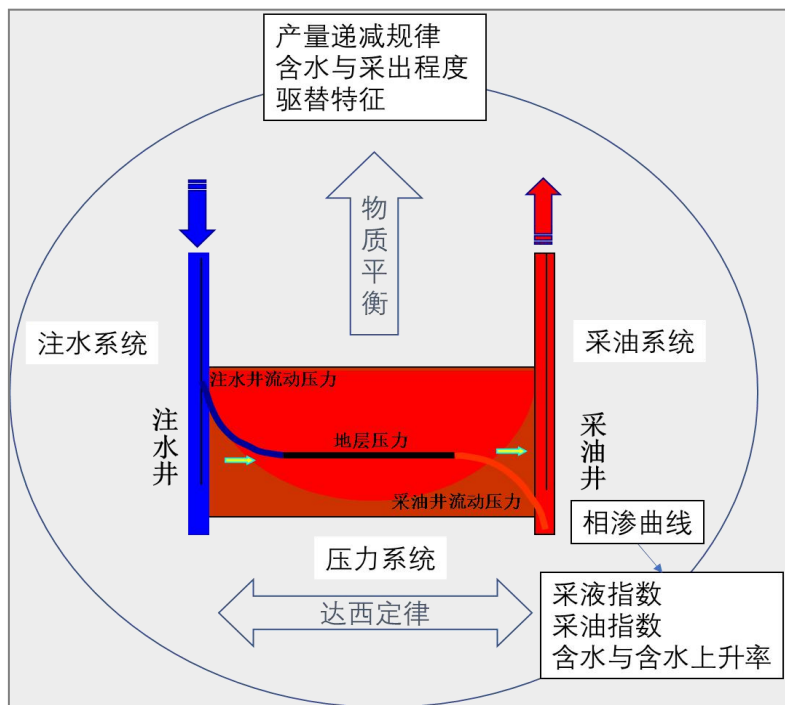 产量递减规律
含水与采出程度
驱替特征
物质平衡
注水系统
采油系统
注水井流动压力
注水井
地层压力
采油井
采油井流动压力
相渗曲线
压力系统
达西定律
采液指数
采油指数
含水与含水上升率